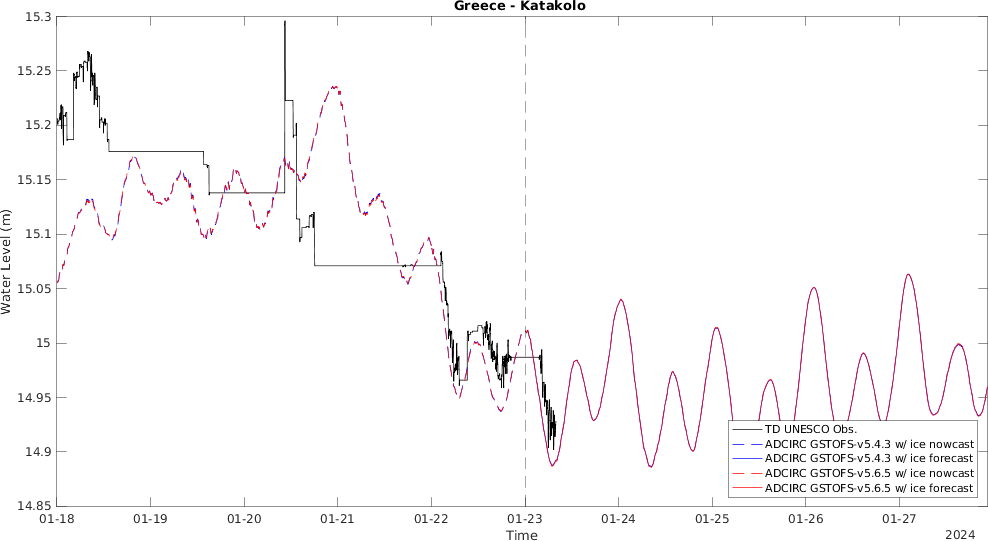 Greece - Katakolo
15.3
15.25
15.2
15.15
15.1
15.05
15
14.95
14.9
14.85
Water Level (m)
TD UNESCO Obs.
ADCIRC GSTOFS-v5.4.3 w/ ice nowcast
ADCIRC GSTOFS-v5.4.3 w/ ice forecast
ADCIRC GSTOFS-v5.6.5 w/ ice nowcast
ADCIRC GSTOFS-v5.6.5 w/ ice forecast
01-18 01-19 01-20 01-21 01-22 01-23 01-24 01-25 01-26 01-27
Time
2024